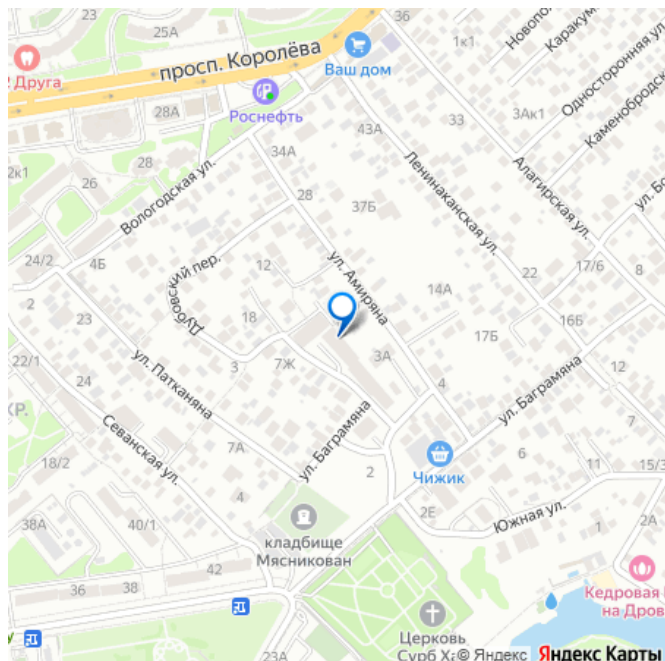 36
25А
1к1
Новопо
Каракум
просп. Королёва
Ваш дом
Друга
Роснефть
Односторонняя ул.
28А
3Ак1
43А
33
Каменобродск
34А
28
2к1
26
Вологодская ул.
Ленинаканская ул.
Алагирская ул.
28
37Б
ул. Бо
24/2
4Б
Дубовский пер.
12
ул. Амиряна
22
17/6
8
2
14А
23
18
16Б
17Б
22/1
3
7Ж
3А
12
24
ул. Патканяна
4
ул. Баграмяна
КР.
Севанская ул.
ул. Баграмяна
7А
6
18/2
2
Чижик
11
15/3
4
38А
40/1
2Е
Южная ул.
1
2А
кладбище
Мясникован
42
36
38
Кедровая
на Дров
Церковь
Сурб Ха
23А
© Яндекс Яндекс Карты